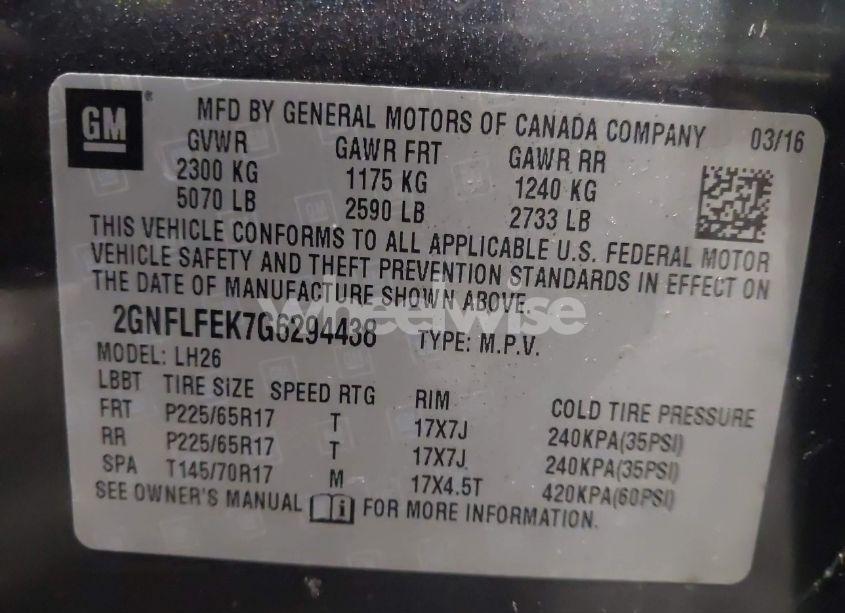 GM ® MFD BY GENERAL MOTORS OF CANADA COMPANY 03/16
GVWR GAWR FRT GAWR RR
2300 KG 1175 KG 1240 KG
5070 LB 2590 LB 2733 LB
THIS VEHICLE CONFORMS TO ALL APPLICABLE U.S. FEDERAL MOTOR
VEHICLE SAFETY AND THEFT PREVENTION STANDARDS IN EFFECT ON
THE DATE OF MANUFACTURE SHOWN ABOVE.
wheelwise
2GNFLFEK7G6294438 TYPE: M.P.V.
MODEL: LH26
LBBT TIRE SIZE SPEED RTG RIM COLD TIRE PRESSURE
FRT P225/65R17 T 17X7J 240KPA(35PSI)
RR P225/65R17 T 17X7J 240KPA(35PSI)
SPA T145/70R17 M 17X4.5T 420KPA(60PSI)
SEE OWNER'S MANUAL i FOR MORE INFORMATION.